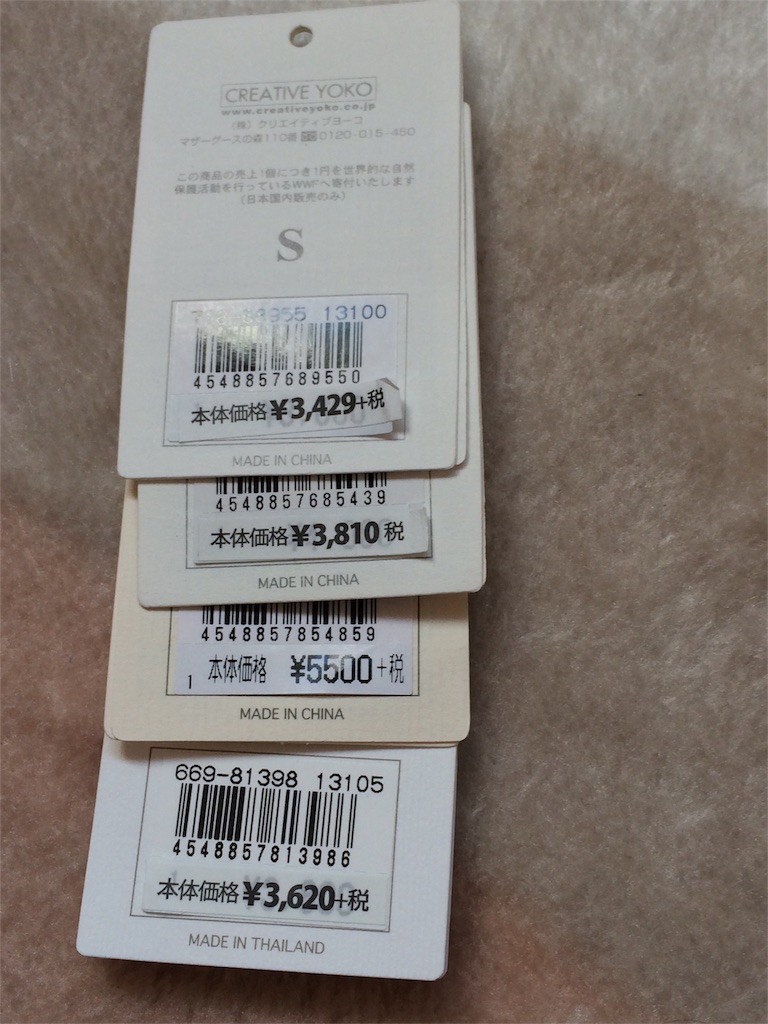 CREATIVE YOKO
www.creativeyoko.co.jp
(株) クリエイティブヨーコ
マザーグースの森110番 0120-015-450
この商品の売上1個につき1円を世界的な自然
保護活動を行っているWWFへ寄付いたします
(日本国内販売のみ)
S
13100
4548857689550
本体価格 ¥3,429+税
MADE IN CHINA
4548857685439
本体価格 ¥3,810 税
MADE IN CHINA
4548857854859
1 本体価格 ¥5500+税
MADE IN CHINA
669-81398 13105
4548857813986
本体価格 ¥3,620+税
MADE IN THAILAND